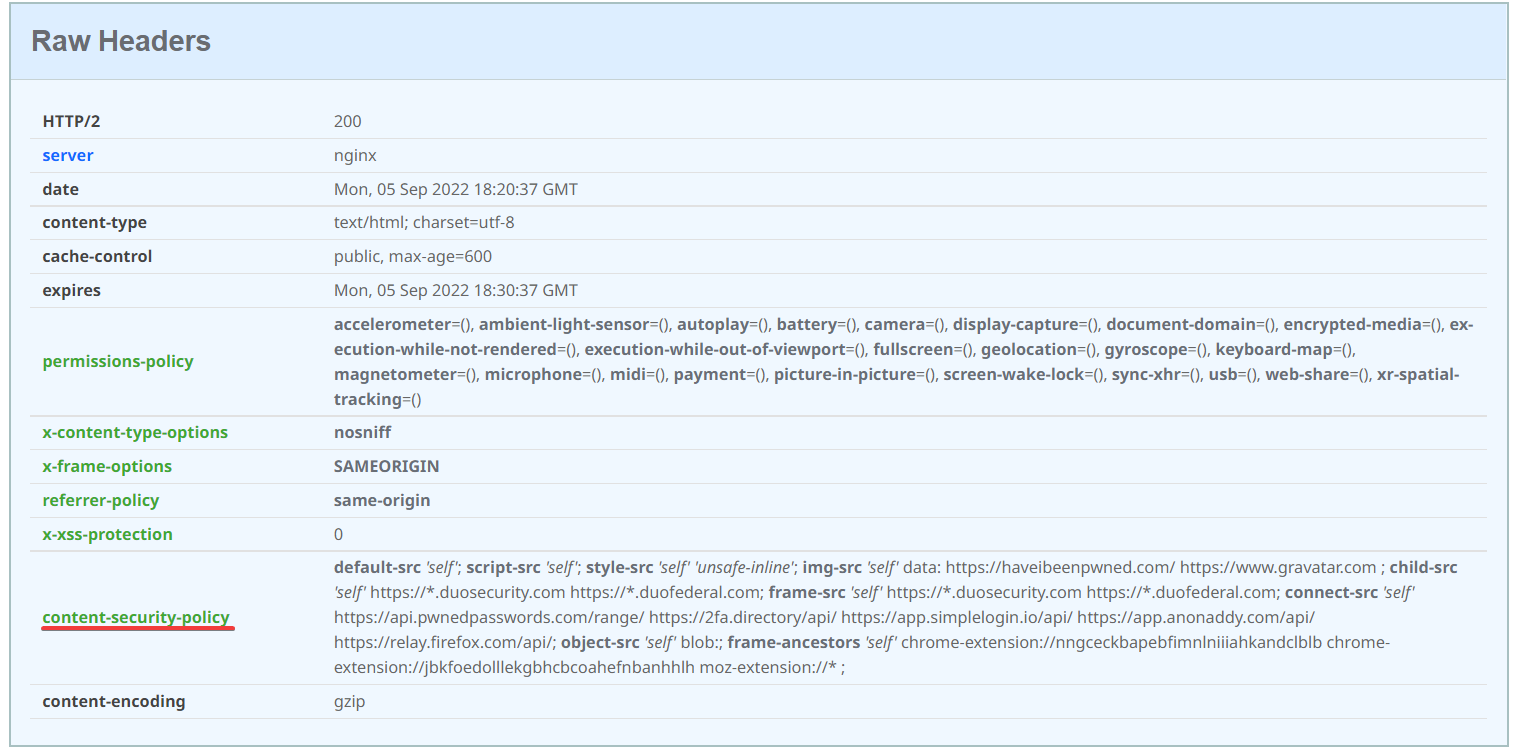 Raw Headers
HTTP/2 200
server nginx
date Mon, 05 Sep 2022 18:20:37 GMT
content-type text/html; charset=utf-8
cache-control public, max-age=600
expires Mon, 05 Sep 2022 18:30:37 GMT
permissions-policy accelerometer=(), ambient-light-sensor=(), autoplay=(), battery=(), camera=(), display-capture=(), document-domain=(), encrypted-media=(), ex-
ecution-while-not-rendered=(), execution-while-out-of-viewport=(), fullscreen=(), geolocation=(), gyroscope=(), keyboard-map=(),
magnetometer=(), microphone=(), midi=(), payment=(), picture-in-picture=(), screen-wake-lock=(), sync-xhr=(), usb=(), web-share=(), xr-spatial-
tracking=()
x-content-type-options nosniff
x-frame-options SAMEORIGIN
referrer-policy same-origin
x-xss-protection 0
content-security-policy default-src 'self'; script-src 'self'; style-src 'self' 'unsafe-inline'; img-src 'self' data: https://haveibeenpwned.com/ https://www.gravatar.com ; child-src
'self' https://*.duosecurity.com https://*.duofederal.com; frame-src 'self' https://*.duosecurity.com https://*.duofederal.com; connect-src 'self'
https://api.pwnedpasswords.com/range/ https://2fa.directory/api/ https://app.simplelogin.io/api/ https://app.anonaddy.com/api/
https://relay.firefox.com/api/; object-src 'self' blob:; frame-ancestors 'self' chrome-extension://nngceckbapebfimnlniiiahkandclblb chrome-
extension://jbkfoedolllekgbhcbcoahefnbanhhlh moz-extension://* ;
content-encoding gzip